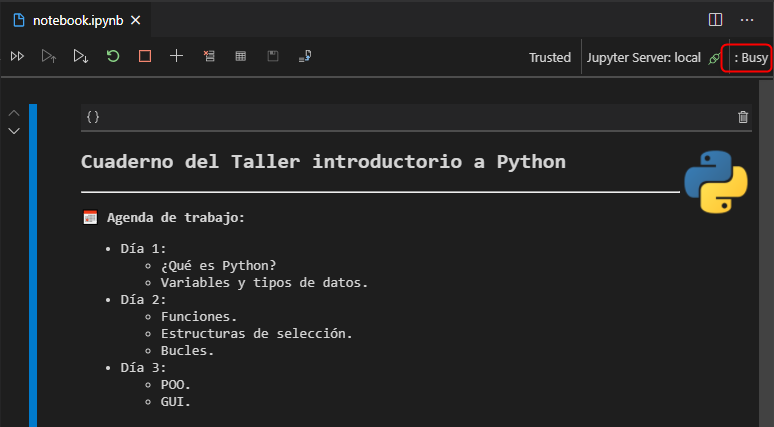 notebook.ipynb
Trusted
Jupyter Server: local
: Busy
{}
Cuaderno del Taller introductorio a Python
Agenda de trabajo:
• Día 1:
◦ ¿Qué es Python?
◦ Variables y tipos de datos.
• Día 2:
◦ Funciones.
◦ Estructuras de selección.
◦ Bucles.
• Día 3:
◦ POO.
◦ GUI.